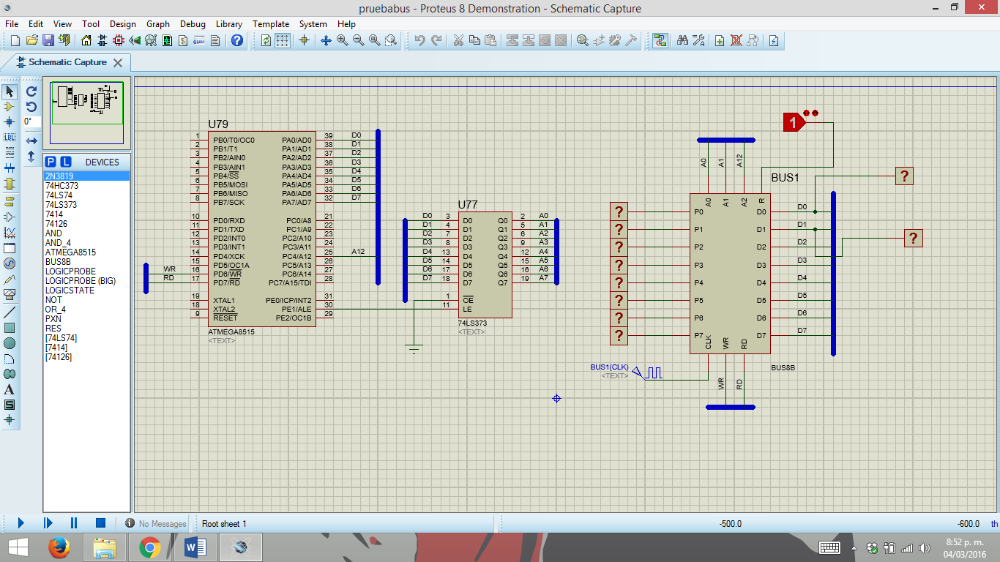 pruebabus - Proteus 8 Demonstration - Schematic Capture
File Edit View Tool Design Graph Debug Library Template System Help
Schematic Capture
0°
P L DEVICES
2N3819
74HC373
74LS74
74LS373
7414
74126
AND
AND_4
ATMEGA8515
BUS8B
LOGICPROBE
LOGICPROBE (BIG)
LOGICSTATE
NOT
OR_4
PXN
RES
[74LS74]
[7414]
[74126]
U79
1 PB0/T0/OC0 PA0/AD0 39 D0
2 PB1/T1 PA1/AD1 38 D1
3 PB2/AIN0 PA2/AD2 37 D2
4 PB3/AIN1 PA3/AD3 36 D3
5 PB4/SS PA4/AD4 35 D4
6 PB5/MOSI PA5/AD5 34 D5
7 PB6/MISO PA6/AD6 33 D6
8 PB7/SCK PA7/AD7 32 D7
10 PD0/RXD PC0/A8 21
11 PD1/TXD PC1/A9 22
12 PD2/INT0 PC2/A10 23
13 PD3/INT1 PC3/A11 24
14 PD4/XCK PC4/A12 25 A12
15 PD5/OC1A PC5/A13 26
WR 16 PD6/WR PC6/A14 27
RD 17 PD7/RD PC7/A15/TDI 28
19 XTAL1 PE0/ICP/INT2 31
18 XTAL2 PE1/ALE 30
9 RESET PE2/OC1B 29
ATMEGA8515
<TEXT>
U77
D0 3 D0 Q0 2 A0
D1 4 D1 Q1 5 A1
D2 7 D2 Q2 6 A2
D3 8 D3 Q3 9 A3
D4 13 D4 Q4 12 A4
D5 14 D5 Q5 15 A5
D6 17 D6 Q6 16 A6
D7 18 D7 Q7 19 A7
1 OE
11 LE
74LS373
<TEXT>
1
A0 A1 A12
BUS1
?
A0 A1 A2 R
? P0 D0 D0
? P1 D1 D1
?
? P2 D2 D2
? P3 D3 D3
? P4 D4 D4
? P5 D5 D5
? P6 D6 D6
? P7 D7 D7
CLK WR RD
BUS1(CLK)
<TEXT>
BUS8B
WR RD
No Messages
Root sheet 1
-500.0
-600.0
th
8:52 p. m.
04/03/2016